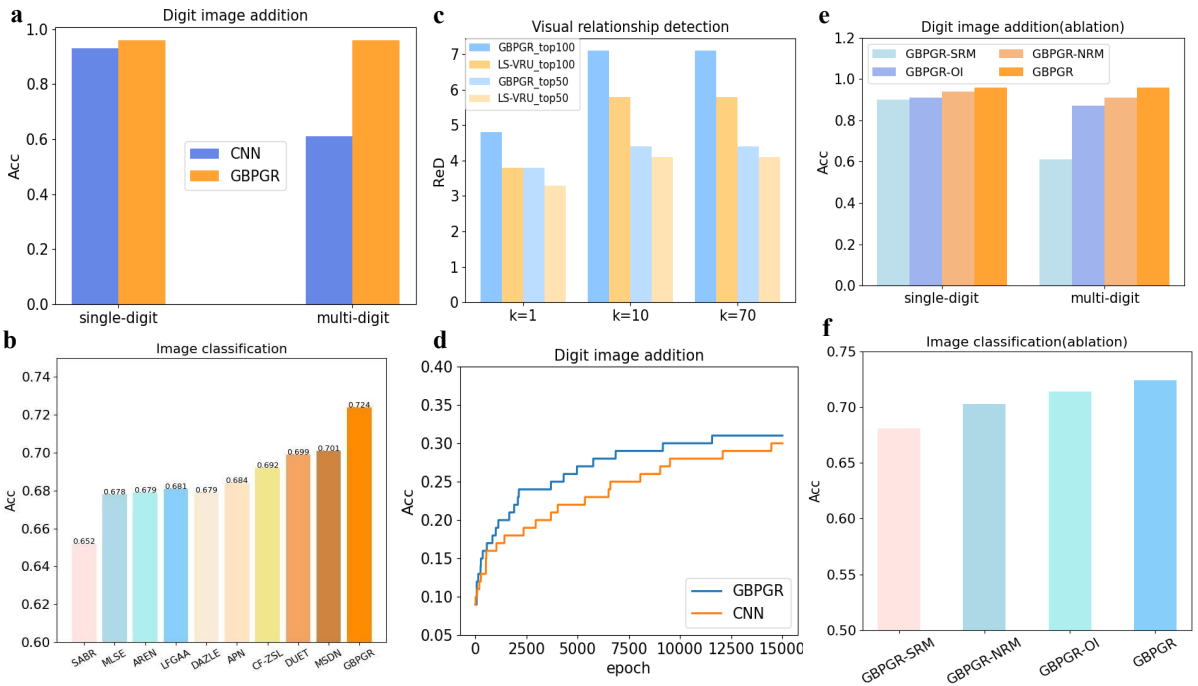 a
Digit image addition
1.0
0.8
0.6
0.4
0.2
0.0
Acc
CNN
GBPGR
single-digit
multi-digit
b
Image classification
0.74
0.72
0.70
0.68
0.66
0.64
0.62
0.60
Acc
0.652
0.678
0.679
0.681
0.679
0.684
0.692
0.699
0.701
0.724
SABR
MLSE
AREN
LFGAA
DAZLE
APN
CF-ZSL
DUET
MSDN
GBPGR
c
Visual relationship detection
7
6
5
4
3
2
1
0
ReD
GBPGR_top100
LS-VRU_top100
GBPGR_top50
LS-VRU_top50
k=1
k=10
k=70
d
Digit image addition
0.40
0.35
0.30
0.25
0.20
0.15
0.10
0.05
Acc
GBPGR
CNN
0
2500
5000
7500
10000
12500
15000
epoch
e
Digit image addition(ablation)
1.2
1.0
0.8
0.6
0.4
0.2
0.0
Acc
GBPGR-SRM
GBPGR-OI
GBPGR-NRM
GBPGR
single-digit
multi-digit
f
Image classification(ablation)
0.75
0.70
0.65
0.60
0.55
0.50
Acc
GBPGR-SRM
GBPGR-NRM
GBPGR-OI
GBPGR